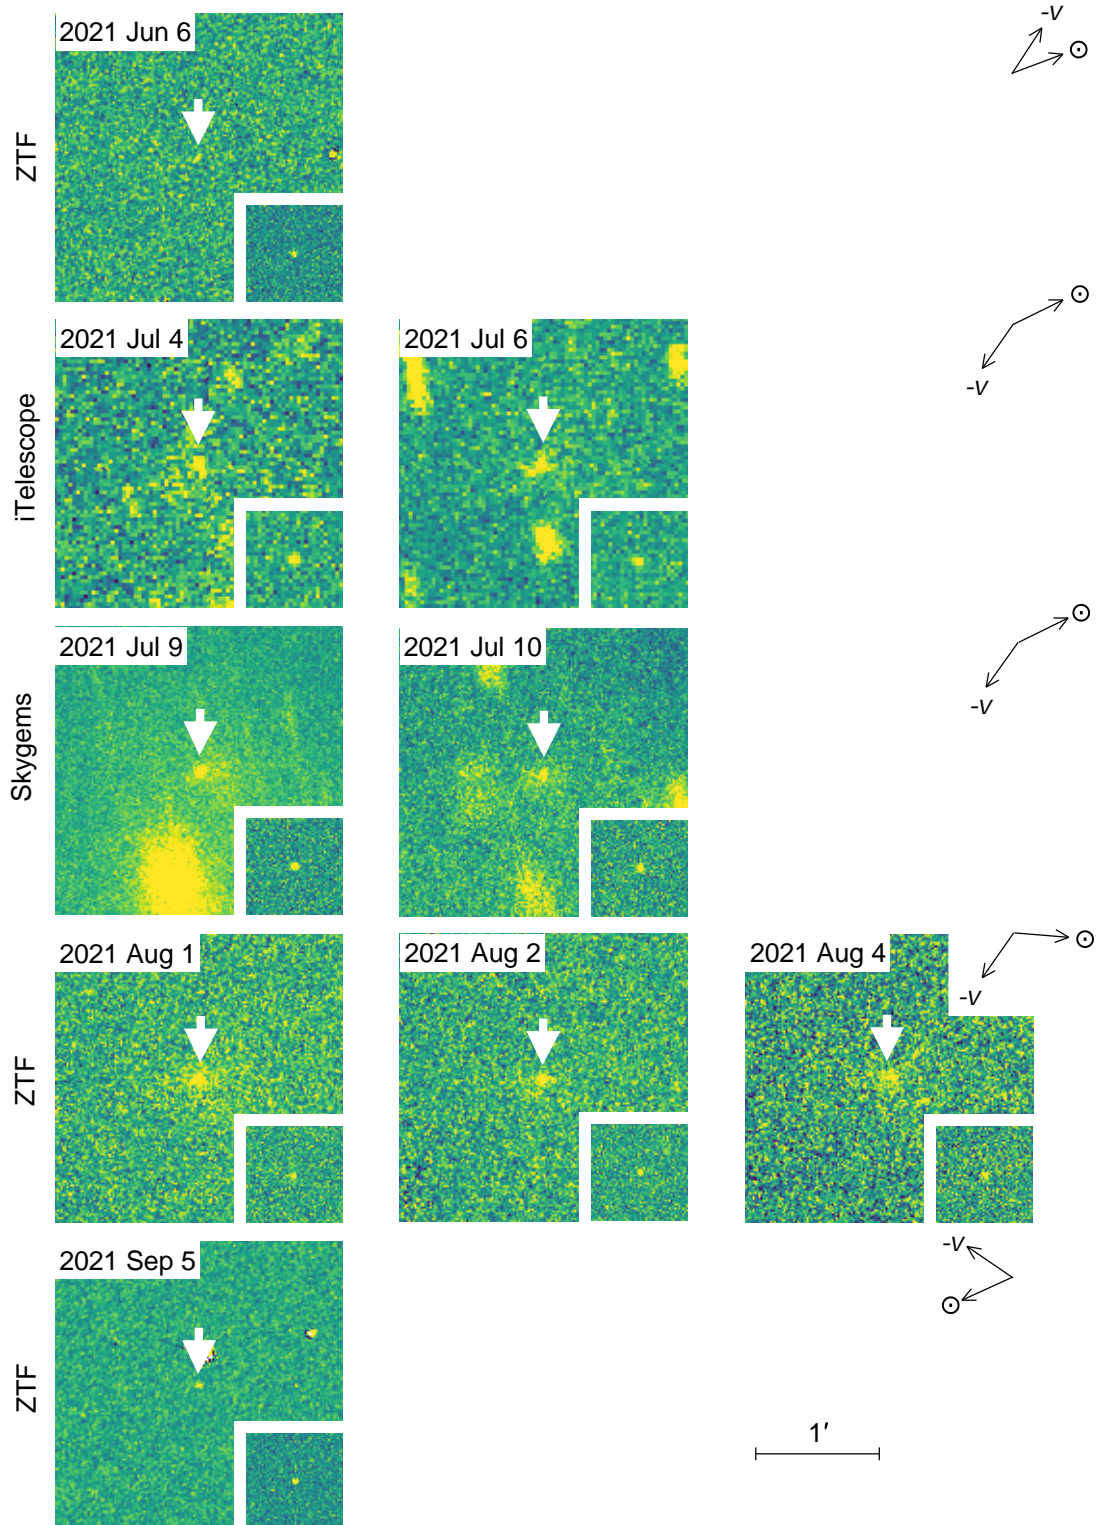 2021 Jun 6
-v
⊙
ZTF
2021 Jul 4
2021 Jul 6
⊙
-v
iTelescope
2021 Jul 9
2021 Jul 10
⊙
-v
Skygems
2021 Aug 1
2021 Aug 2
2021 Aug 4
⊙
-v
ZTF
2021 Sep 5
-v
⊙
ZTF
1′